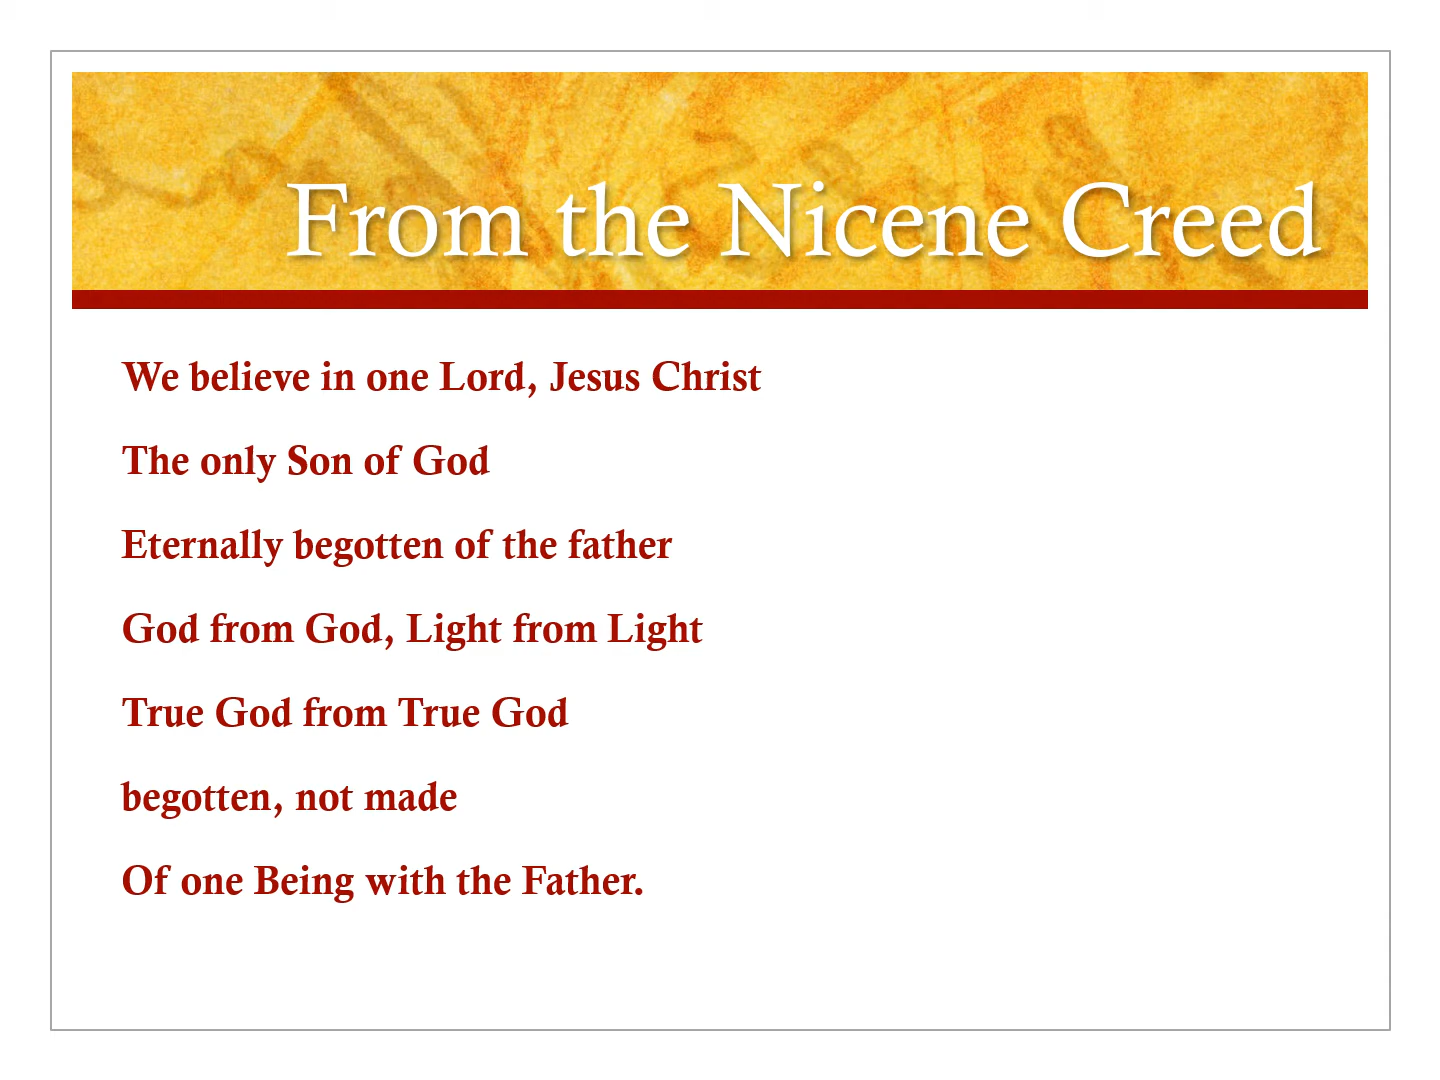 From the Nicene Creed
We believe in one Lord, Jesus Christ
The only Son of God
Eternally begotten of the father
God from God, Light from Light
True God from True God
begotten, not made
Of one Being with the Father.